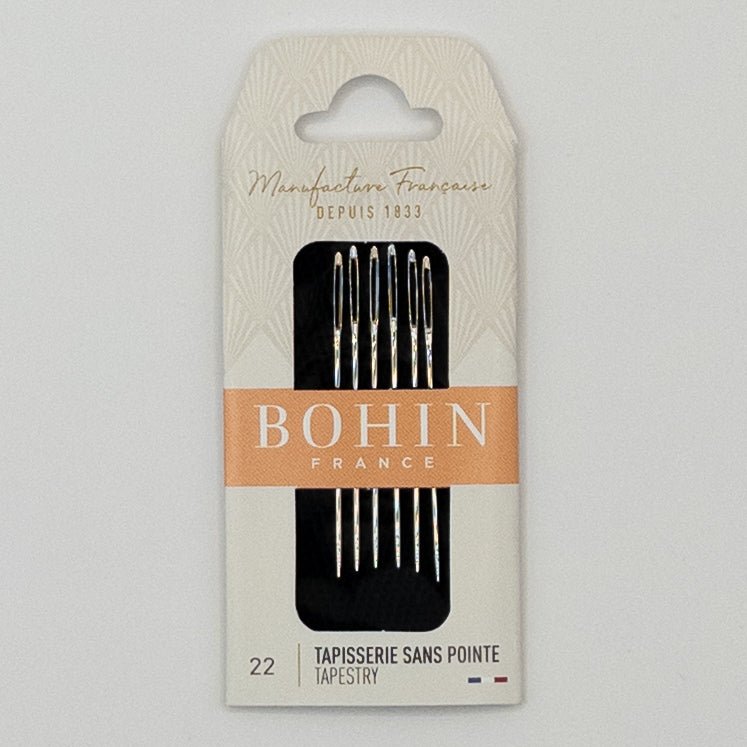 Manufacture Française
DEPUIS 1833
BOHIN
FRANCE
22
TAPISSERIE SANS POINTE
TAPESTRY